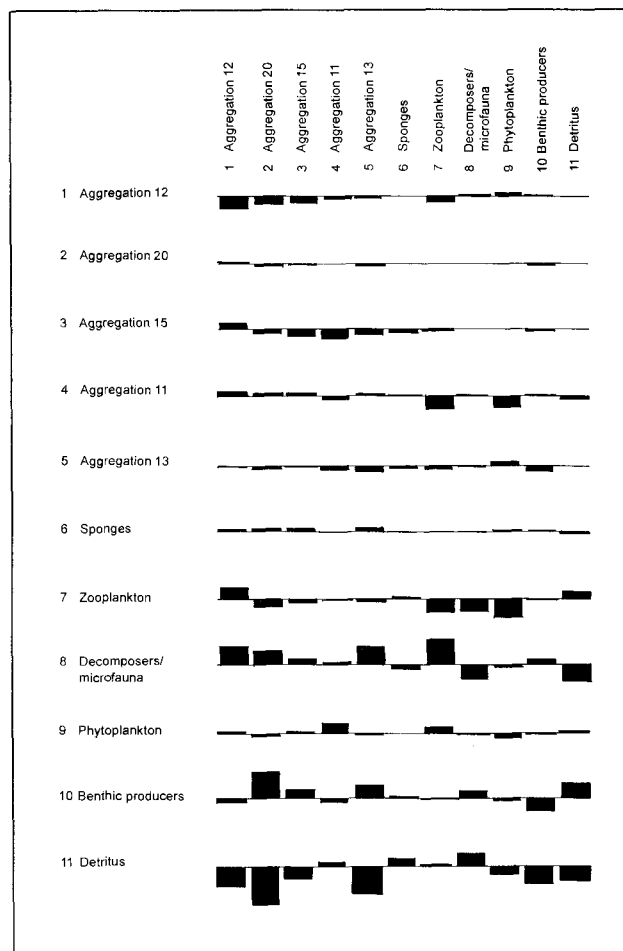 1 Aggregation 12
2 Aggregation 20
3 Aggregation 15
4 Aggregation 11
5 Aggregation 13
6 Sponges
7 Zooplankton
8 Decomposers/
microfauna
9 Phytoplankton
10 Benthic producers
11 Detritus
1 Aggregation 12
2 Aggregation 20
3 Aggregation 15
4 Aggregation 11
5 Aggregation 13
6 Sponges
7 Zooplankton
8 Decomposers/
microfauna
9 Phytoplankton
10 Benthic producers
11 Detritus